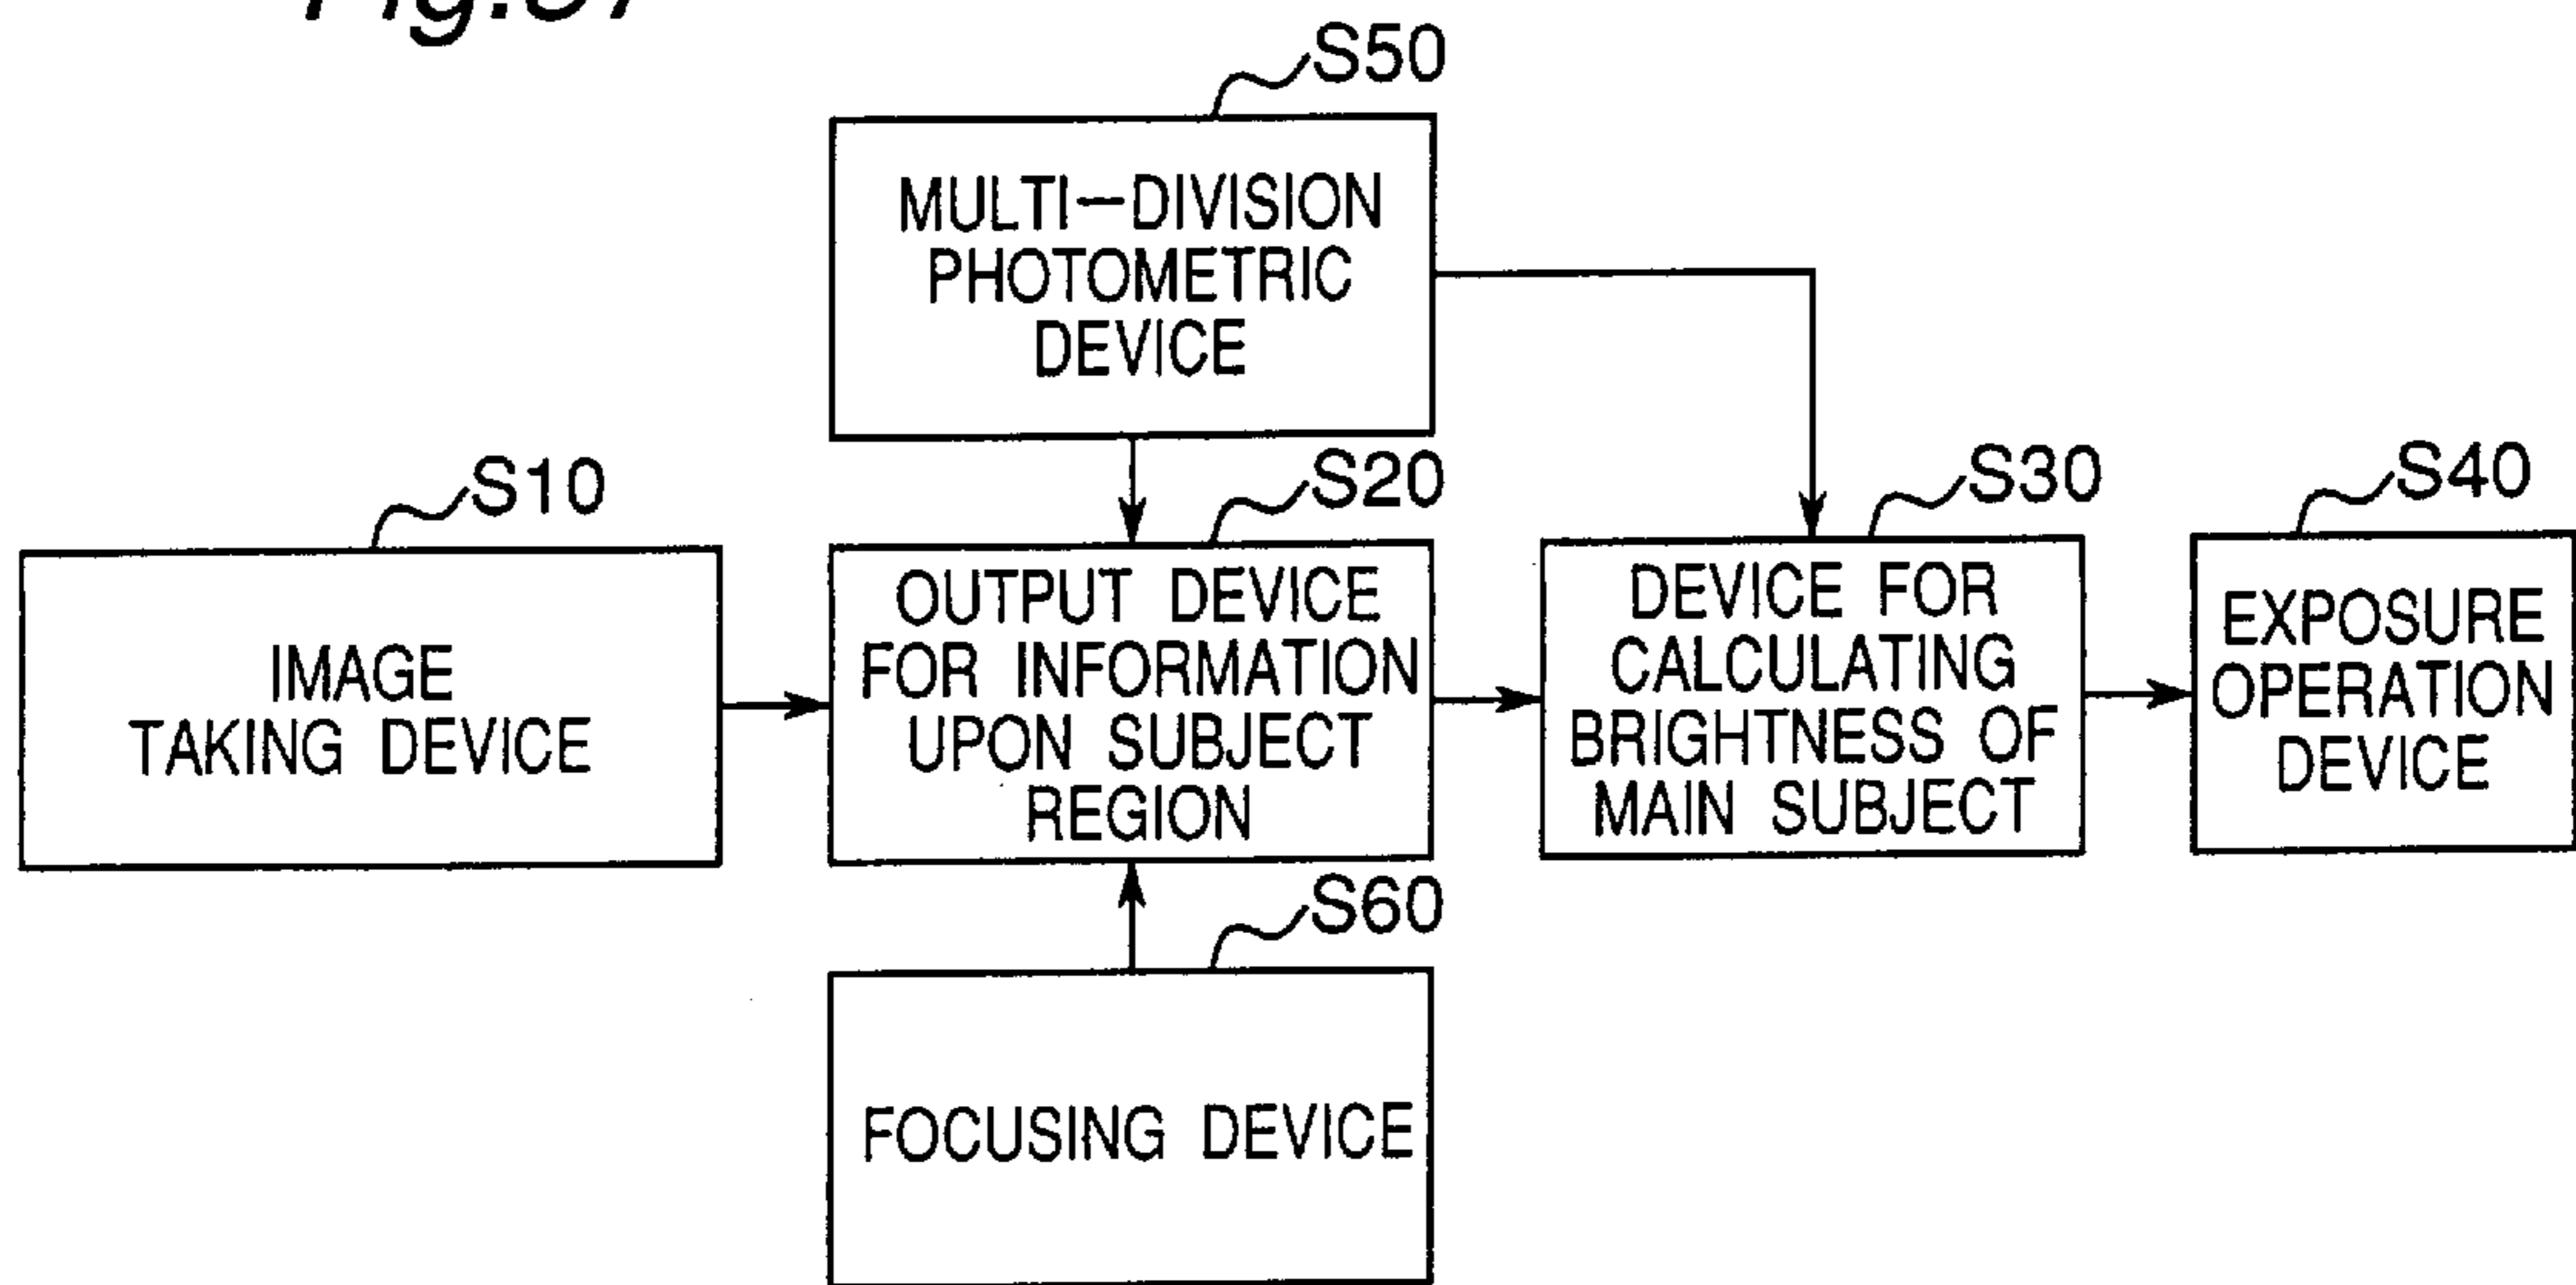 S50
MULTI-DIVISION
PHOTOMETRIC
DEVICE
S10
IMAGE
TAKING DEVICE
S20
OUTPUT DEVICE
FOR INFORMATION
UPON SUBJECT
REGION
S30
DEVICE FOR
CALCULATING
BRIGHTNESS OF
MAIN SUBJECT
S40
EXPOSURE
OPERATION
DEVICE
S60
FOCUSING DEVICE